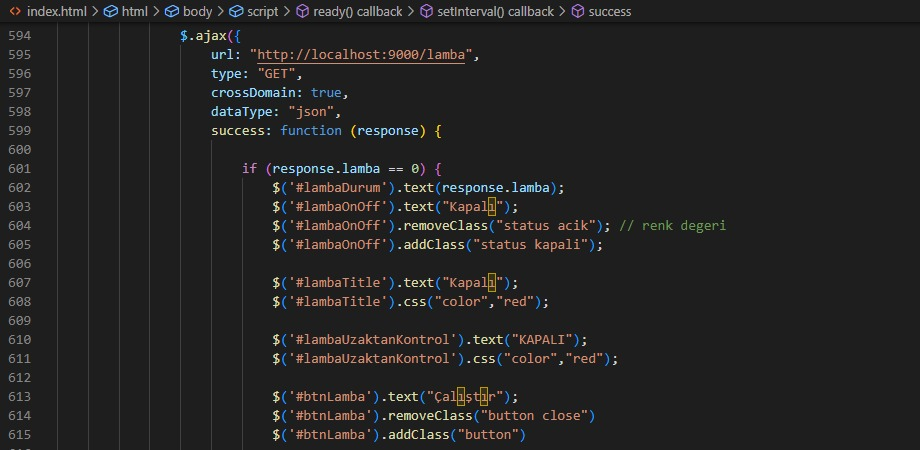 index.html > html > body > script > ready() callback > setInterval() callback > success
594 $.ajax({
595 url: "http://localhost:9000/lamba",
596 type: "GET",
597 crossDomain: true,
598 dataType: "json",
599 success: function (response) {
600
601 if (response.lamba == 0) {
602 $('#lambaDurum').text(response.lamba);
603 $('#lambaOnOff').text("Kapalı");
604 $('#lambaOnOff').removeClass("status acik"); // renk degeri
605 $('#lambaOnOff').addClass("status kapali");
606
607 $('#lambaTitle').text("Kapalı");
608 $('#lambaTitle').css("color","red");
609
610 $('#lambaUzaktanKontrol').text("KAPALI");
611 $('#lambaUzaktanKontrol').css("color","red");
612
613 $('#btnLamba').text("Çalıştır");
614 $('#btnLamba').removeClass("button close")
615 $('#btnLamba').addClass("button")